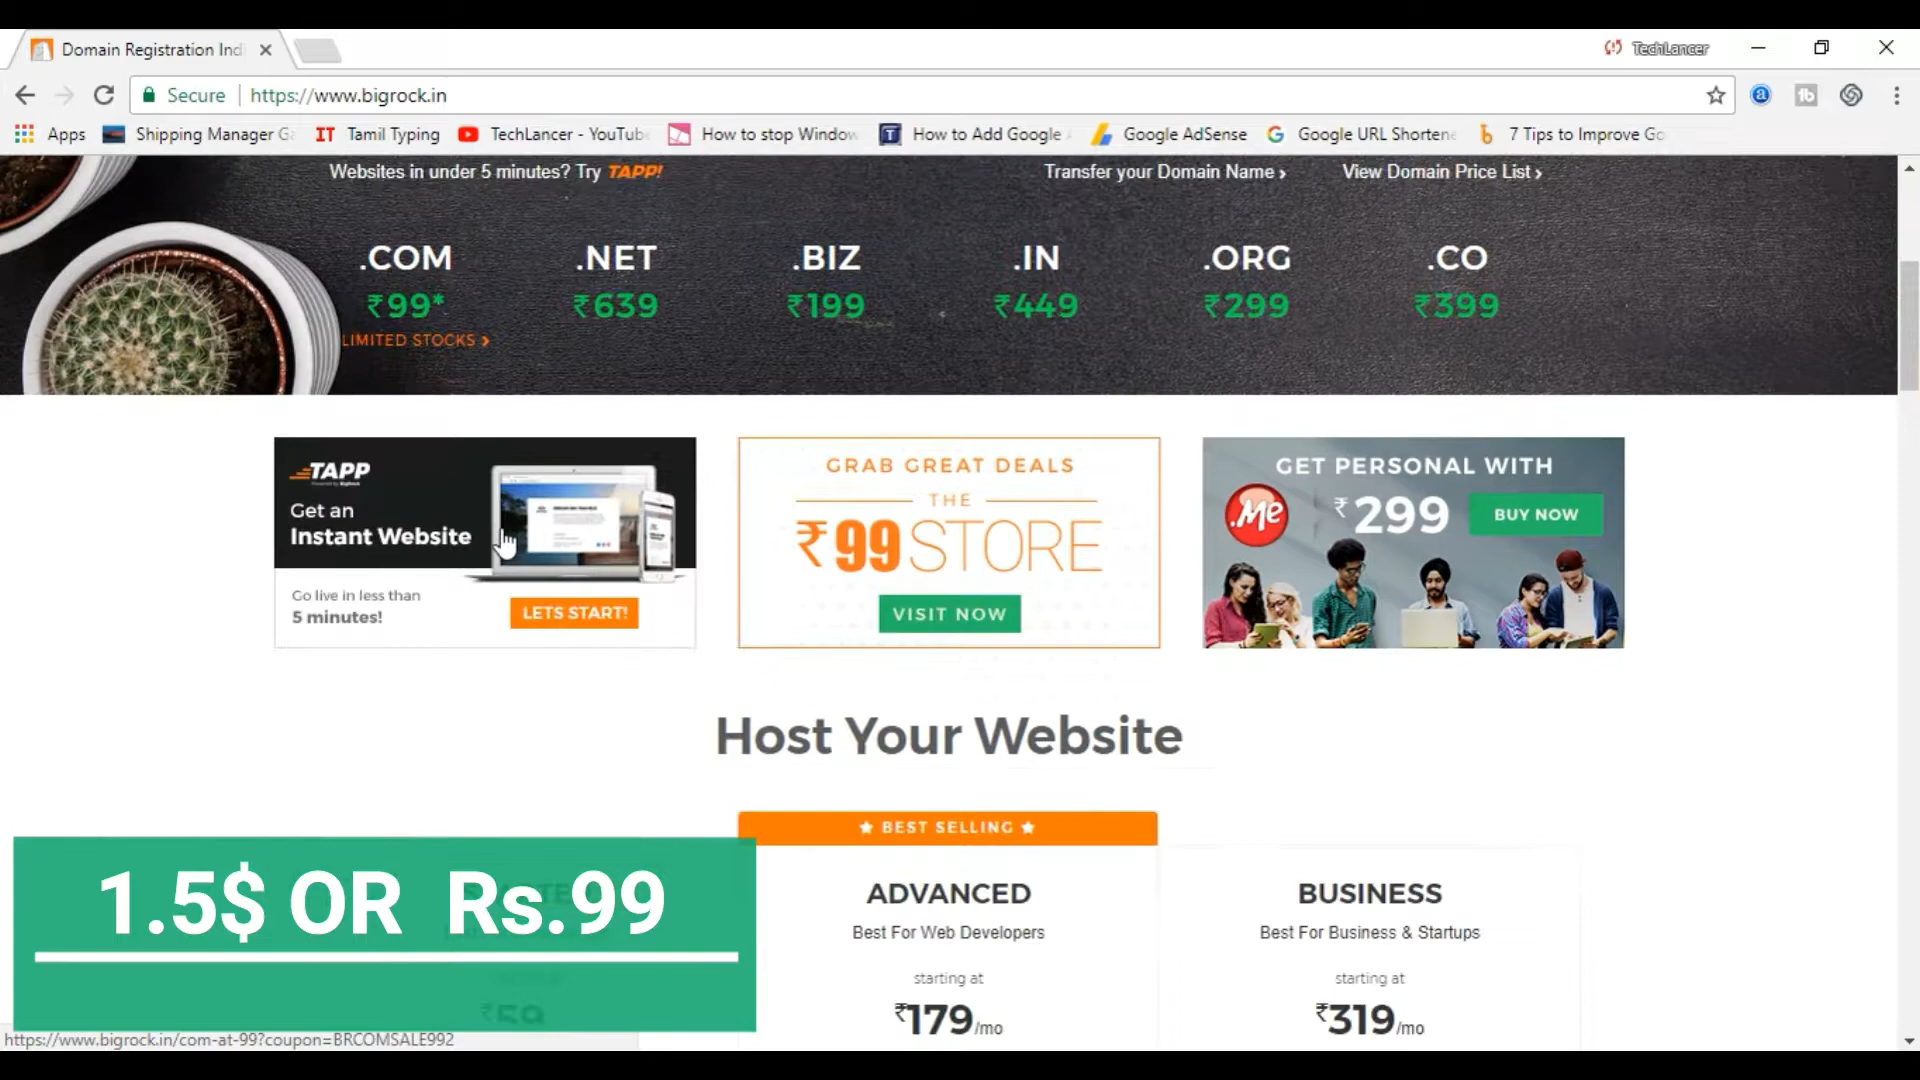 Domain Registration Indi
TechLancer
Secure
https://www.bigrock.in
Apps
Shipping Manager Ga
IT Tamil Typing
TechLancer - YouTube
How to stop Window
T How to Add Google A
Google AdSense
Google URL Shortene
7 Tips to Improve Go
Websites in under 5 minutes? Try TAPP!
Transfer your Domain Name ›
View Domain Price List ›
.COM
₹99*
LIMITED STOCKS ›
.NET
₹639
.BIZ
₹199
.IN
₹449
.ORG
₹299
.CO
₹399
TAPP
Get an
Instant Website
Go live in less than
5 minutes!
LETS START!
GRAB GREAT DEALS
THE
₹99 STORE
VISIT NOW
GET PERSONAL WITH
.Me
₹299
BUY NOW
Host Your Website
★ BEST SELLING ★
1.5$ OR Rs.99
₹59
ADVANCED
Best For Web Developers
starting at
₹179/mo
BUSINESS
Best For Business & Startups
starting at
₹319/mo
https://www.bigrock.in/com-at-99?coupon=BRCOMSALE992